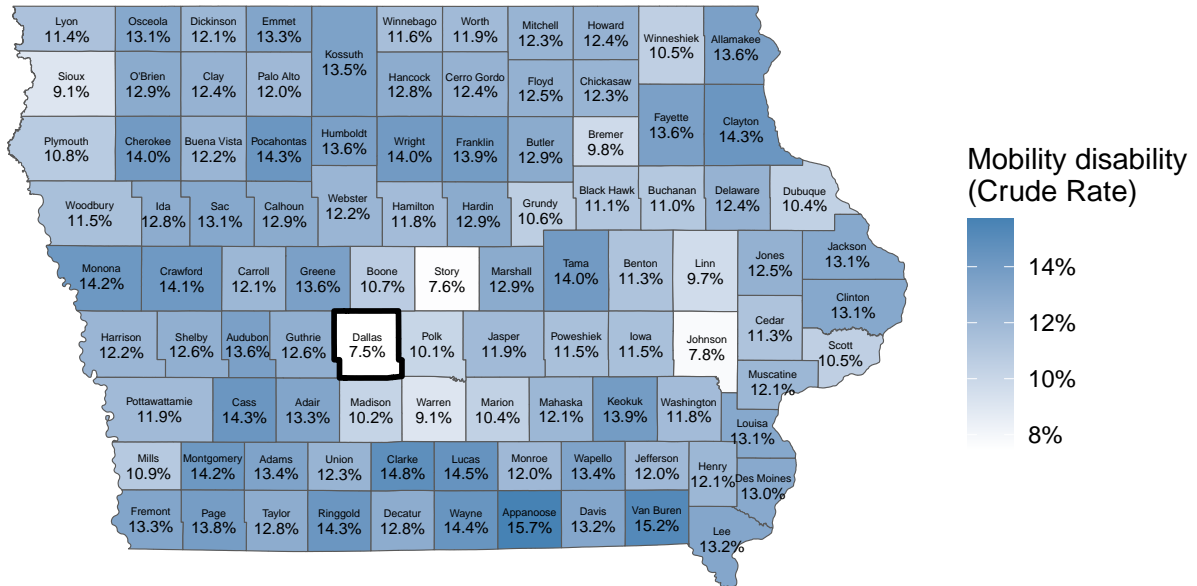 Lyon
11.4%
Osceola
13.1%
Dickinson
12.1%
Emmet
13.3%
Kossuth
13.5%
Winnebago
11.6%
Worth
11.9%
Mitchell
12.3%
Howard
12.4%
Winneshiek
10.5%
Allamakee
13.6%
Sioux
9.1%
O'Brien
12.9%
Clay
12.4%
Palo Alto
12.0%
Hancock
12.8%
Cerro Gordo
12.4%
Floyd
12.5%
Chickasaw
12.3%
Fayette
13.6%
Clayton
14.3%
Plymouth
10.8%
Cherokee
14.0%
Buena Vista
12.2%
Pocahontas
14.3%
Humboldt
13.6%
Wright
14.0%
Franklin
13.9%
Butler
12.9%
Bremer
9.8%
Woodbury
11.5%
Ida
12.8%
Sac
13.1%
Calhoun
12.9%
Webster
12.2%
Hamilton
11.8%
Hardin
12.9%
Grundy
10.6%
Black Hawk
11.1%
Buchanan
11.0%
Delaware
12.4%
Dubuque
10.4%
Monona
14.2%
Crawford
14.1%
Carroll
12.1%
Greene
13.6%
Boone
10.7%
Story
7.6%
Marshall
12.9%
Tama
14.0%
Benton
11.3%
Linn
9.7%
Jones
12.5%
Jackson
13.1%
Clinton
13.1%
Harrison
12.2%
Shelby
12.6%
Audubon
13.6%
Guthrie
12.6%
Dallas
7.5%
Polk
10.1%
Jasper
11.9%
Poweshiek
11.5%
Iowa
11.5%
Johnson
7.8%
Cedar
11.3%
Scott
10.5%
Muscatine
12.1%
Pottawattamie
11.9%
Cass
14.3%
Adair
13.3%
Madison
10.2%
Warren
9.1%
Marion
10.4%
Mahaska
12.1%
Keokuk
13.9%
Washington
11.8%
Louisa
13.1%
Mills
10.9%
Montgomery
14.2%
Adams
13.4%
Union
12.3%
Clarke
14.8%
Lucas
14.5%
Monroe
12.0%
Wapello
13.4%
Jefferson
12.0%
Henry
12.1%
Des Moines
13.0%
Fremont
13.3%
Page
13.8%
Taylor
12.8%
Ringgold
14.3%
Decatur
12.8%
Wayne
14.4%
Appanoose
15.7%
Davis
13.2%
Van Buren
15.2%
Lee
13.2%
Mobility disability
(Crude Rate)
14%
12%
10%
8%